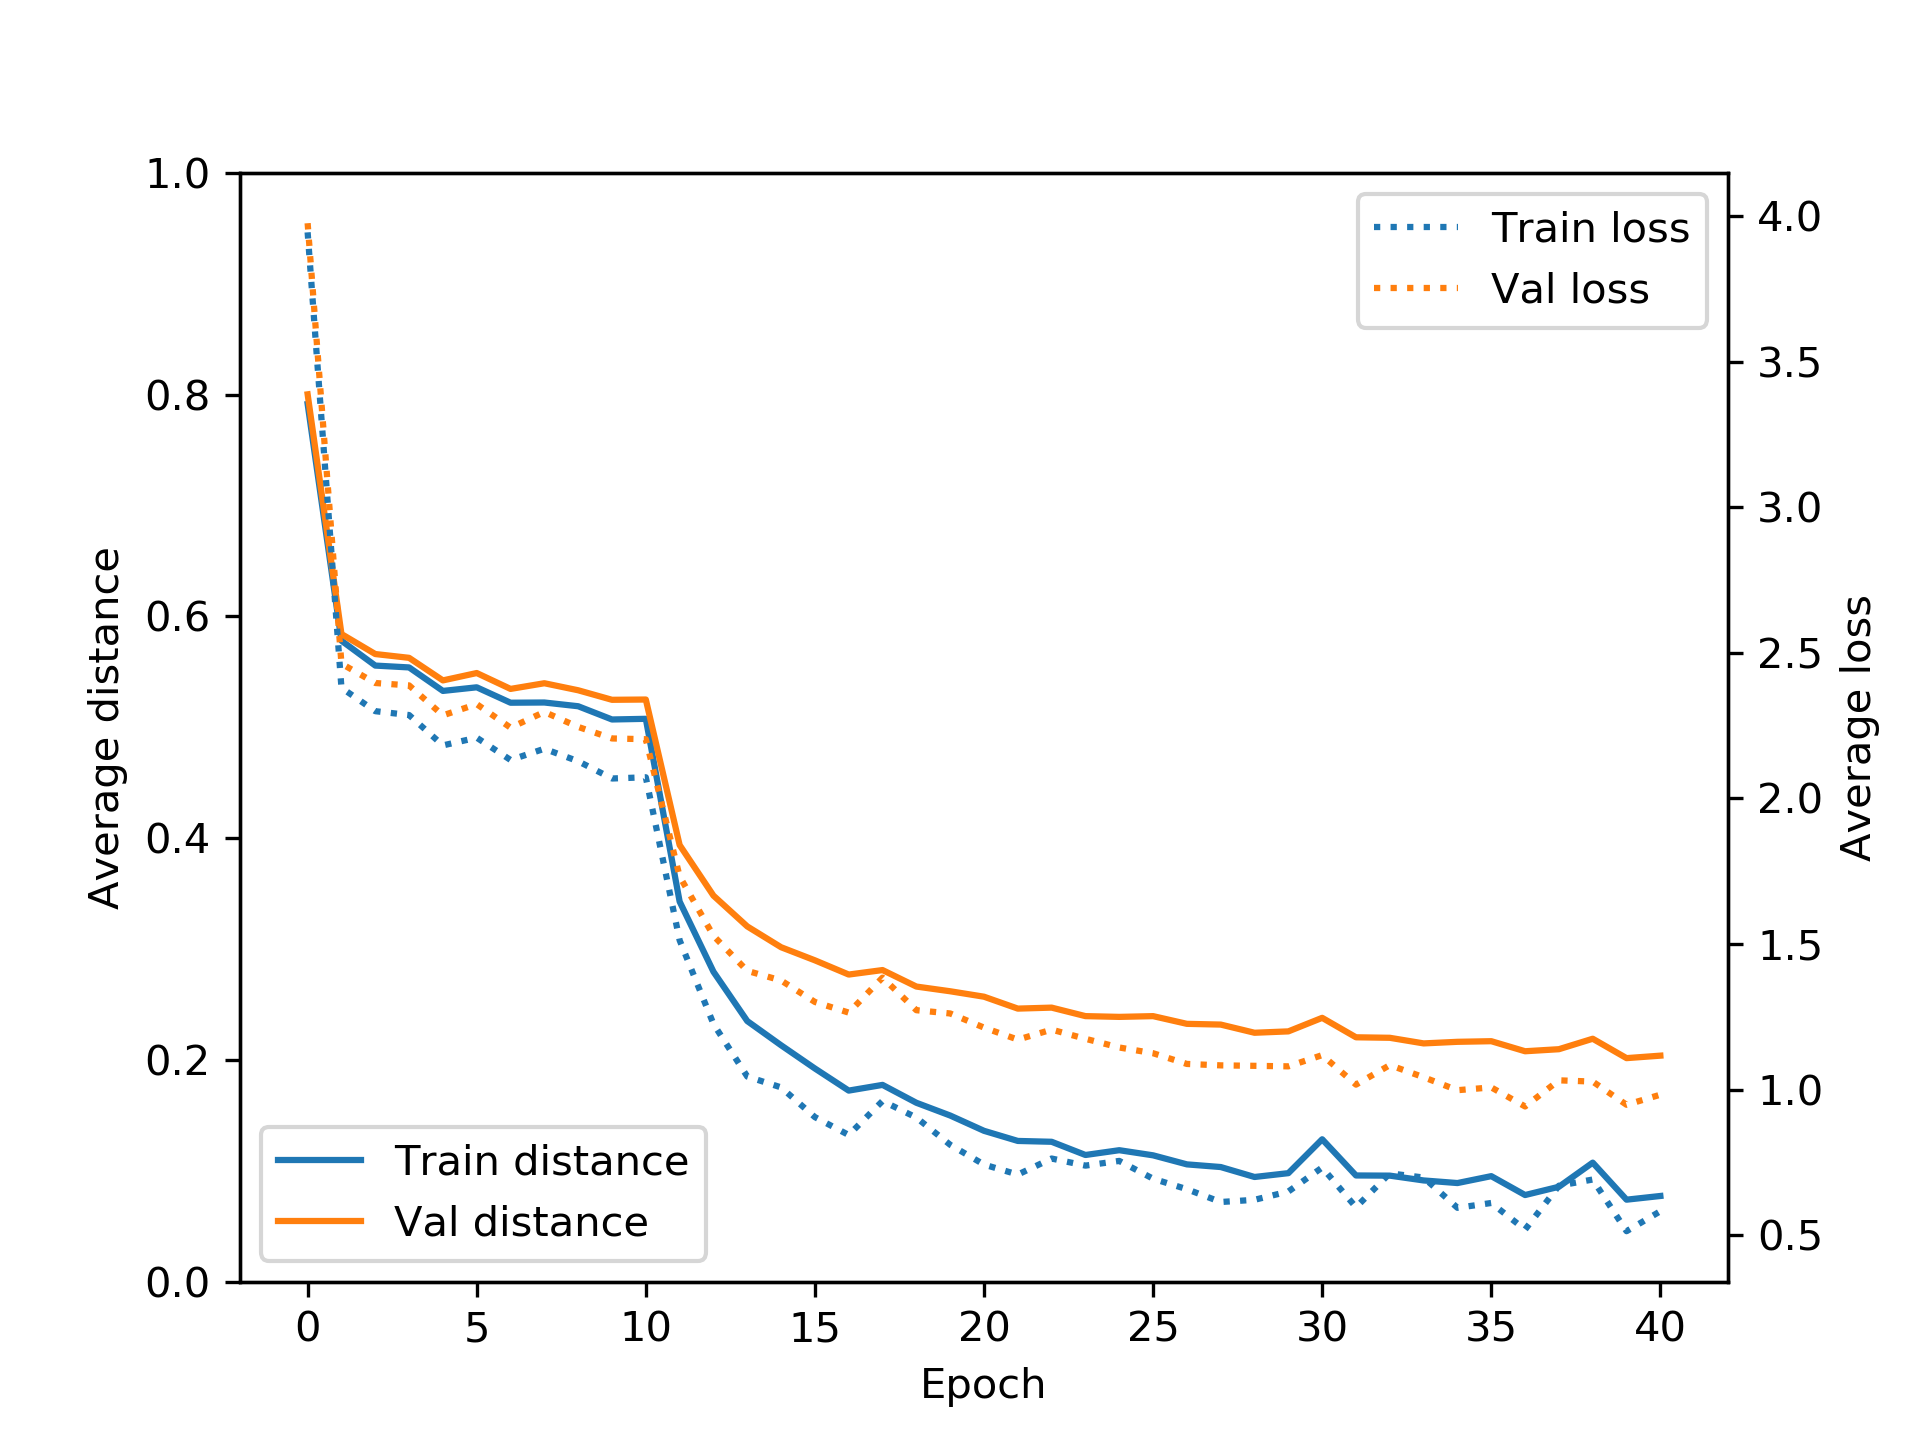 1.0
0.8
0.6
0.4
0.2
0.0
Average distance
4.0
3.5
3.0
2.5
2.0
1.5
1.0
0.5
Average loss
Train loss
Val loss
Train distance
Val distance
0 5 10 15 20 25 30 35 40
Epoch